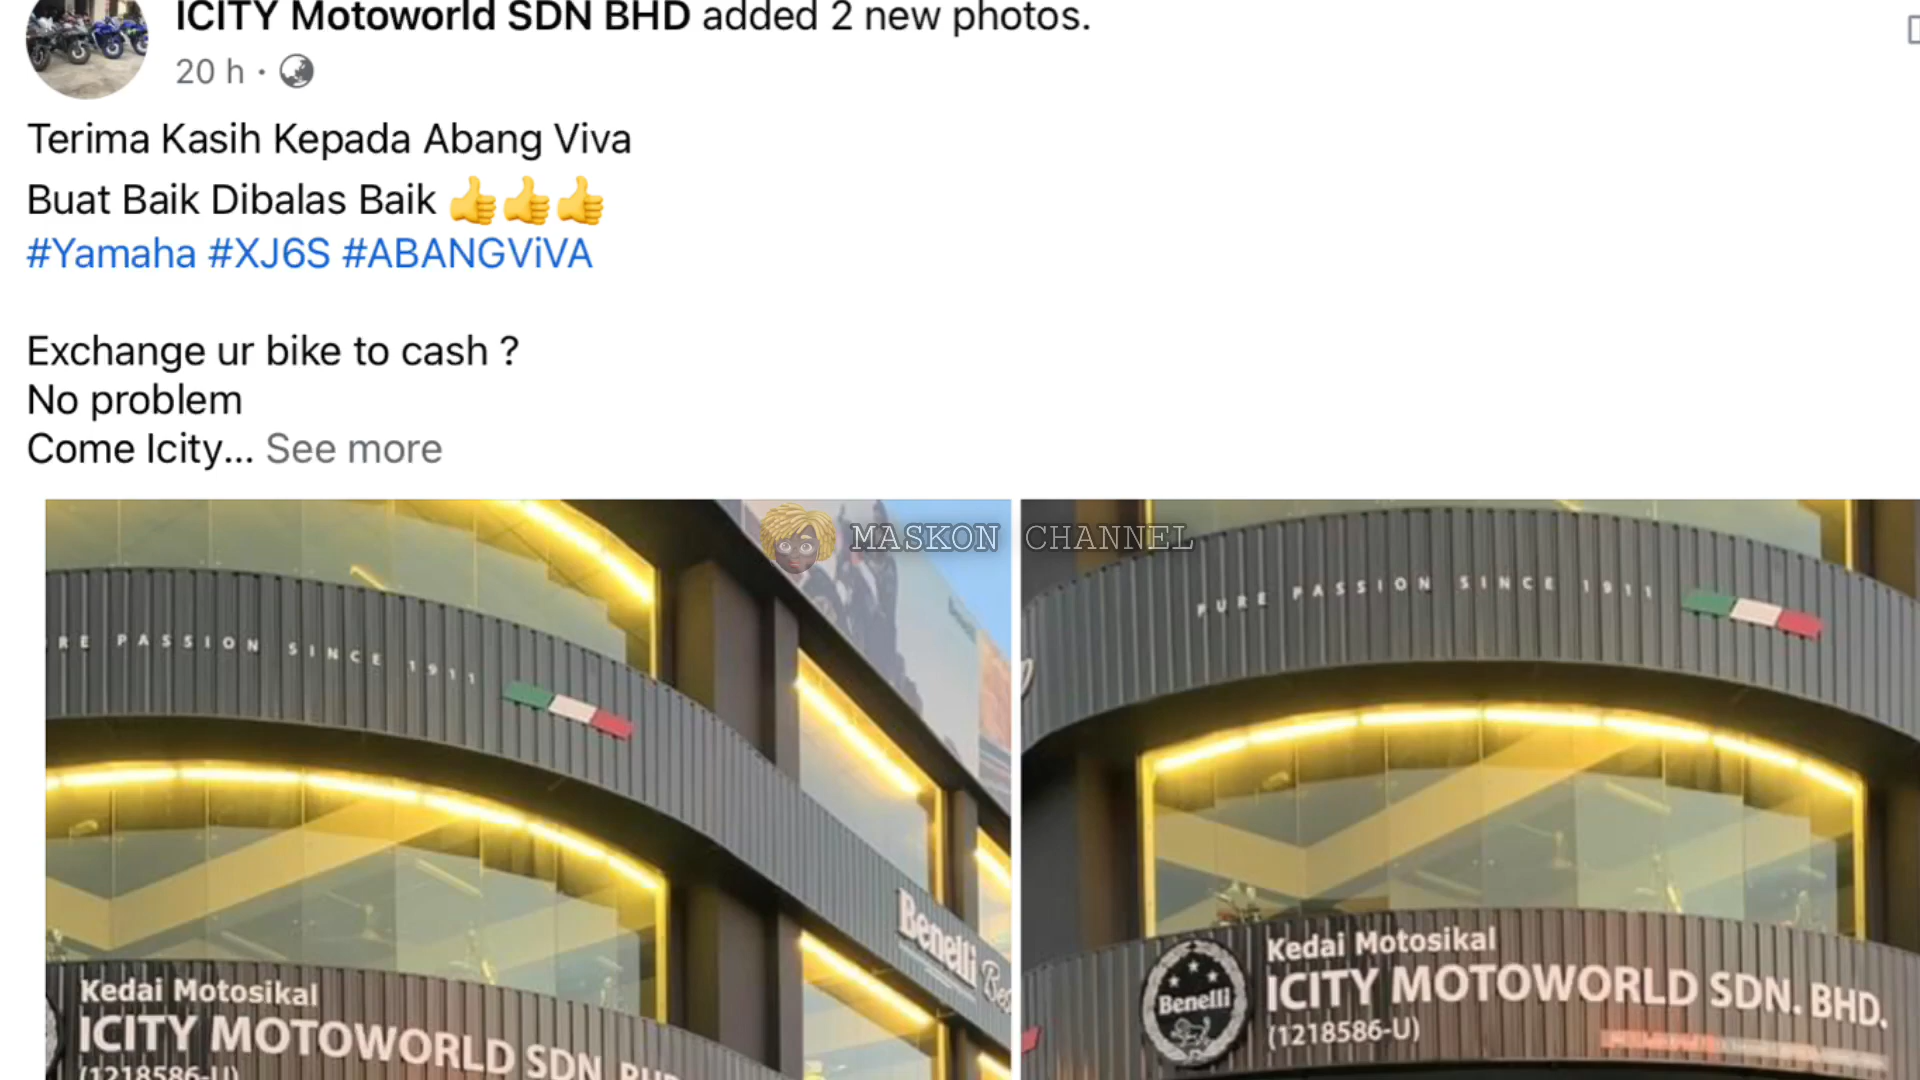 ICITY Motoworld SDN BHD added 2 new photos.
20 h ·
Terima Kasih Kepada Abang Viva
Buat Baik Dibalas Baik 👍👍👍
#Yamaha #XJ6S #ABANGViVA
Exchange ur bike to cash ?
No problem
Come Icity... See more
MASKON CHANNEL
RE PASSION SINCE 1911
Benelli
Kedai Motosikal
ICITY MOTOWORLD SDN
(1218586-U)
PURE PASSION SINCE 1911
Benelli
Kedai Motosikal
ICITY MOTOWORLD SDN. BHD.
(1218586-U)